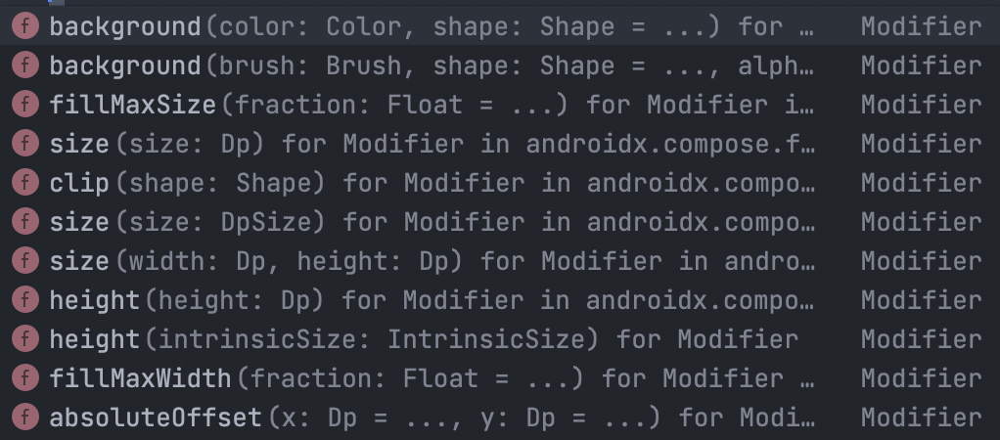 f background(color: Color, shape: Shape = ...) for … Modifier
f background(brush: Brush, shape: Shape = ..., alph… Modifier
f fillMaxSize(fraction: Float = ...) for Modifier i… Modifier
f size(size: Dp) for Modifier in androidx.compose.f… Modifier
f clip(shape: Shape) for Modifier in androidx.compo… Modifier
f size(size: DpSize) for Modifier in androidx.compo… Modifier
f size(width: Dp, height: Dp) for Modifier in andro… Modifier
f height(height: Dp) for Modifier in androidx.compo… Modifier
f height(intrinsicSize: IntrinsicSize) for Modifier Modifier
f fillMaxWidth(fraction: Float = ...) for Modifier … Modifier
f absoluteOffset(x: Dp = ..., y: Dp = ...) for Modi… Modifier